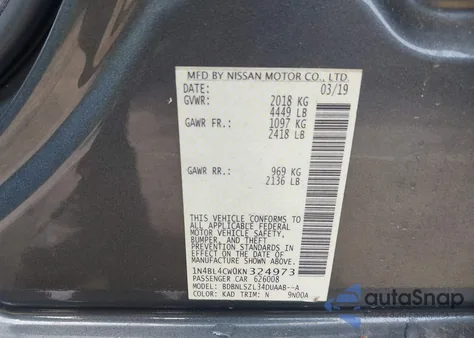 MFD BY NISSAN MOTOR CO., LTD.
DATE: 03/19
GVWR: 2018 KG
4449 LB
GAWR FR.: 1097 KG
2418 LB
GAWR RR.: 969 KG
2136 LB
THIS VEHICLE CONFORMS TO ALL
APPLICABLE FEDERAL
MOTOR VEHICLE SAFETY,
BUMPER, AND THEFT
PREVENTION STANDARDS IN
EFFECT ON THE DATE OF
MANUFACTURE SHOWN ABOVE.
1N4BL4CW0KN324973
PASSENGER CAR 626008
MODEL: BDBNLSZL34DUAAB--A
COLOR: KAD TRIM: N 9N00A
autoSnap